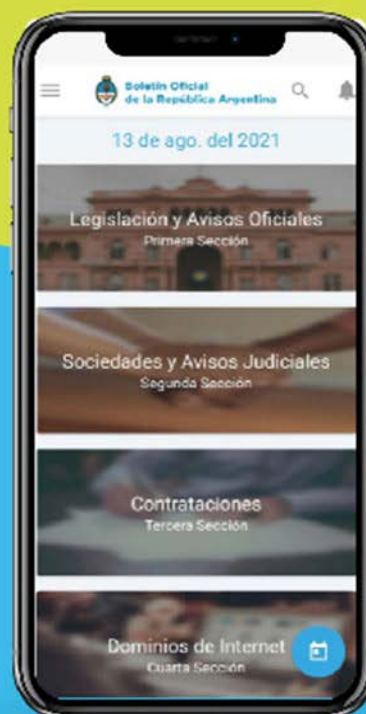 Boletín Oficial
de la República Argentina
13 de ago. del 2021
Legislación y Avisos Oficiales
Primera Sección
Sociedades y Avisos Judiciales
Segunda Sección
Contrataciones
Tercera Sección
Dominios de Internet
Cuarta Sección